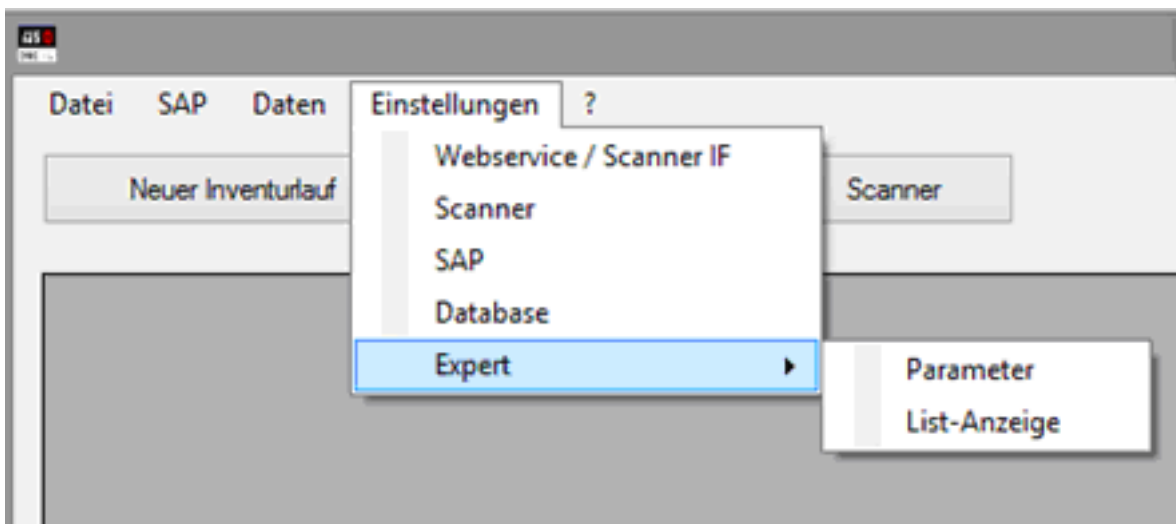 Datei SAP Daten Einstellungen ?
Webservice / Scanner IF
Neuer Inventurlauf
Scanner
Scanner
SAP
Database
Expert
Parameter
List-Anzeige